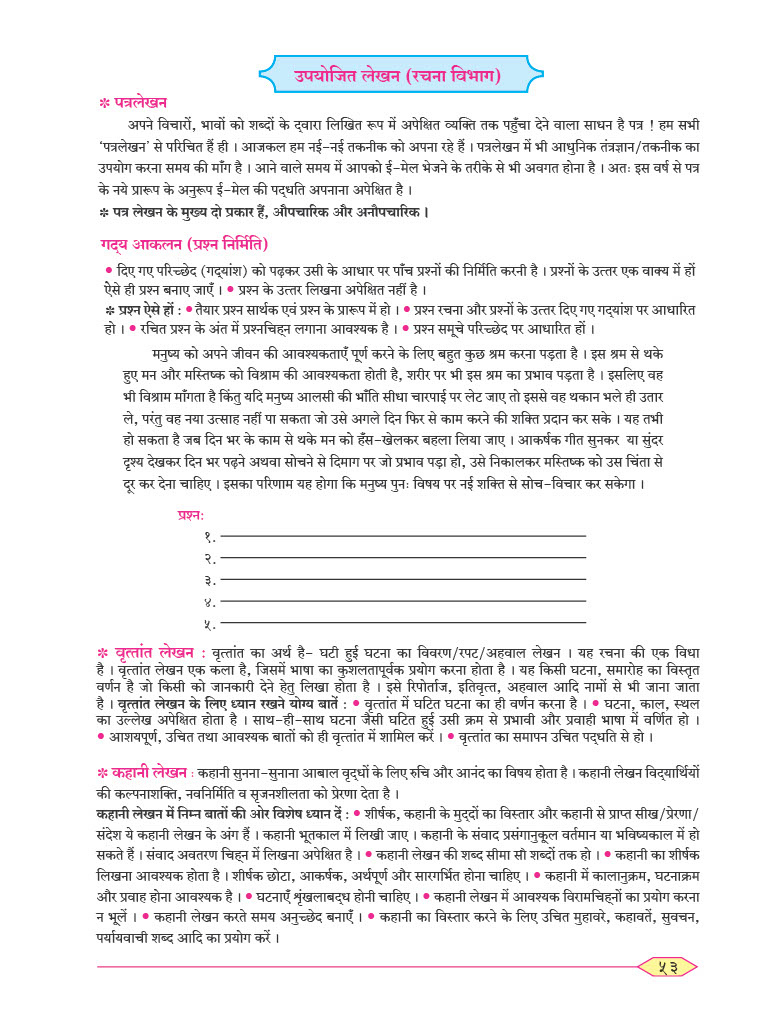 उपयोजित लेखन (रचना विभाग)
✽ पत्रलेखन
अपने विचारों, भावों को शब्दों के द्‌वारा लिखित रूप में अपेक्षित व्यक्ति तक पहुँचा देने वाला साधन है पत्र ! हम सभी
‘पत्रलेखन’ से परिचित हैं ही । आजकल हम नई-नई तकनीक को अपना रहे हैं । पत्रलेखन में भी आधुनिक तंत्रज्ञान/तकनीक का
उपयोग करना समय की माँग है । आने वाले समय में आपको ई-मेल भेजने के तरीके से भी अवगत होना है । अतः इस वर्ष से पत्र
के नये प्रारूप के अनुरूप ई-मेल की पद्‌धति अपनाना अपेक्षित है ।
✽ पत्र लेखन के मुख्य दो प्रकार हैं, औपचारिक और अनौपचारिक ।
गद्‌य आकलन (प्रश्न निर्मिति)
• दिए गए परिच्छेद (गद्‌यांश) को पढ़कर उसी के आधार पर पाँच प्रश्नों की निर्मिति करनी है । प्रश्नों के उत्तर एक वाक्य में हों
ऐसे ही प्रश्न बनाए जाएँ । • प्रश्न के उत्तर लिखना अपेक्षित नहीं है ।
✽ प्रश्न ऐसे हों : • तैयार प्रश्न सार्थक एवं प्रश्न के प्रारूप में हो । • प्रश्न रचना और प्रश्नों के उत्तर दिए गए गद्‌यांश पर आधारित
हो । • रचित प्रश्न के अंत में प्रश्नचिह्न लगाना आवश्यक है । • प्रश्न समूचे परिच्छेद पर आधारित हों ।
मनुष्य को अपने जीवन की आवश्यकताएँ पूर्ण करने के लिए बहुत कुछ श्रम करना पड़ता है । इस श्रम से थके
हुए मन और मस्तिष्क को विश्राम की आवश्यकता होती है, शरीर पर भी इस श्रम का प्रभाव पड़ता है । इसलिए वह
भी विश्राम माँगता है किंतु यदि मनुष्य आलसी की भाँति सीधा चारपाई पर लेट जाए तो इससे वह थकान भले ही उतार
ले, परंतु वह नया उत्साह नहीं पा सकता जो उसे अगले दिन फिर से काम करने की शक्ति प्रदान कर सके । यह तभी
हो सकता है जब दिन भर के काम से थके मन को हँस-खेलकर बहला लिया जाए । आकर्षक गीत सुनकर या सुंदर
दृश्य देखकर दिन भर पढ़ने अथवा सोचने से दिमाग पर जो प्रभाव पड़ा हो, उसे निकालकर मस्तिष्क को उस चिंता से
दूर कर देना चाहिए । इसका परिणाम यह होगा कि मनुष्य पुनः विषय पर नई शक्ति से सोच-विचार कर सकेगा ।
प्रश्नः
१.
२.
३.
४.
५.
✽ वृत्तांत लेखन : वृत्तांत का अर्थ है- घटी हुई घटना का विवरण/रपट/अहवाल लेखन । यह रचना की एक विधा
है । वृत्तांत लेखन एक कला है, जिसमें भाषा का कुशलतापूर्वक प्रयोग करना होता है । यह किसी घटना, समारोह का विस्तृत
वर्णन है जो किसी को जानकारी देने हेतु लिखा होता है । इसे रिपोर्ताज, इतिवृत्त, अहवाल आदि नामों से भी जाना जाता
है । वृत्तांत लेखन के लिए ध्यान रखने योग्य बातें : • वृत्तांत में घटित घटना का ही वर्णन करना है । • घटना, काल, स्थल
का उल्लेख अपेक्षित होता है । साथ-ही-साथ घटना जैसी घटित हुई उसी क्रम से प्रभावी और प्रवाही भाषा में वर्णित हो ।
• आशयपूर्ण, उचित तथा आवश्यक बातों को ही वृत्तांत में शामिल करें । • वृत्तांत का समापन उचित पद्‌धति से हो ।
✽ कहानी लेखन : कहानी सुनना-सुनाना आबाल वृद्‌धों के लिए रुचि और आनंद का विषय होता है । कहानी लेखन विद्‌यार्थियों
की कल्पनाशक्ति, नवनिर्मिति व सृजनशीलता को प्रेरणा देता है ।
कहानी लेखन में निम्न बातों की ओर विशेष ध्यान दें : • शीर्षक, कहानी के मुद्‌दों का विस्तार और कहानी से प्राप्त सीख/प्रेरणा/
संदेश ये कहानी लेखन के अंग हैं । कहानी भूतकाल में लिखी जाए । कहानी के संवाद प्रसंगानुकूल वर्तमान या भविष्यकाल में हो
सकते हैं । संवाद अवतरण चिह्न में लिखना अपेक्षित है । • कहानी लेखन की शब्द सीमा सौ शब्दों तक हो । • कहानी का शीर्षक
लिखना आवश्यक होता है । शीर्षक छोटा, आकर्षक, अर्थपूर्ण और सारगर्भित होना चाहिए । • कहानी में कालानुक्रम, घटनाक्रम
और प्रवाह होना आवश्यक है । • घटनाएँ शृंखलाबद्‌ध होनी चाहिए । • कहानी लेखन में आवश्यक विरामचिह्नों का प्रयोग करना
न भूलें । • कहानी लेखन करते समय अनुच्छेद बनाएँ । • कहानी का विस्तार करने के लिए उचित मुहावरे, कहावतें, सुवचन,
पर्यायवाची शब्द आदि का प्रयोग करें ।
५३